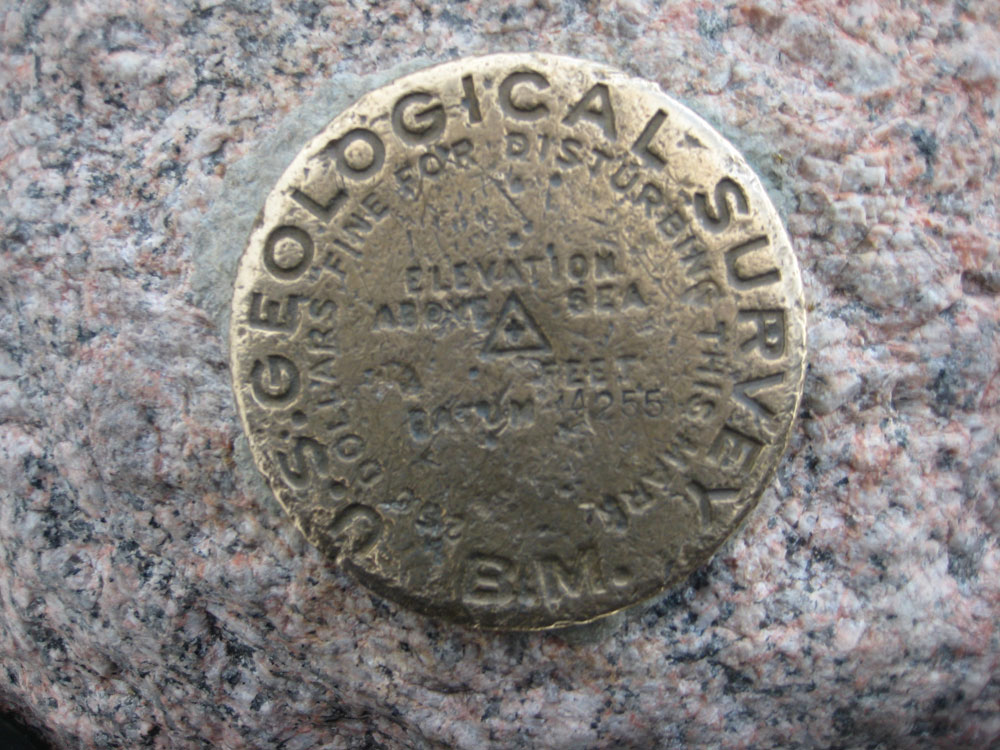 U.S. GEOLOGICAL SURVEY
DOLLARS FINE FOR DISTURBING THIS MARK
ELEVATION
ABOVE SEA
FEET
DATUM 14255
B.M.